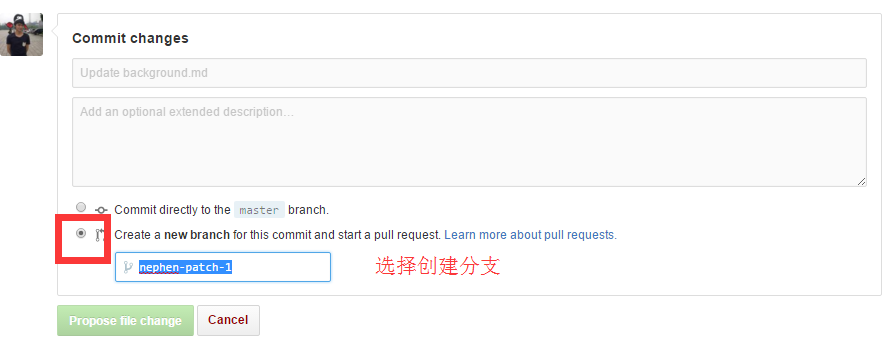 Commit changes
Update background.md
Add an optional extended description…
Commit directly to the master branch.
Create a new branch for this commit and start a pull request. Learn more about pull requests.
nephen-patch-1
选择创建分支
Propose file change
Cancel